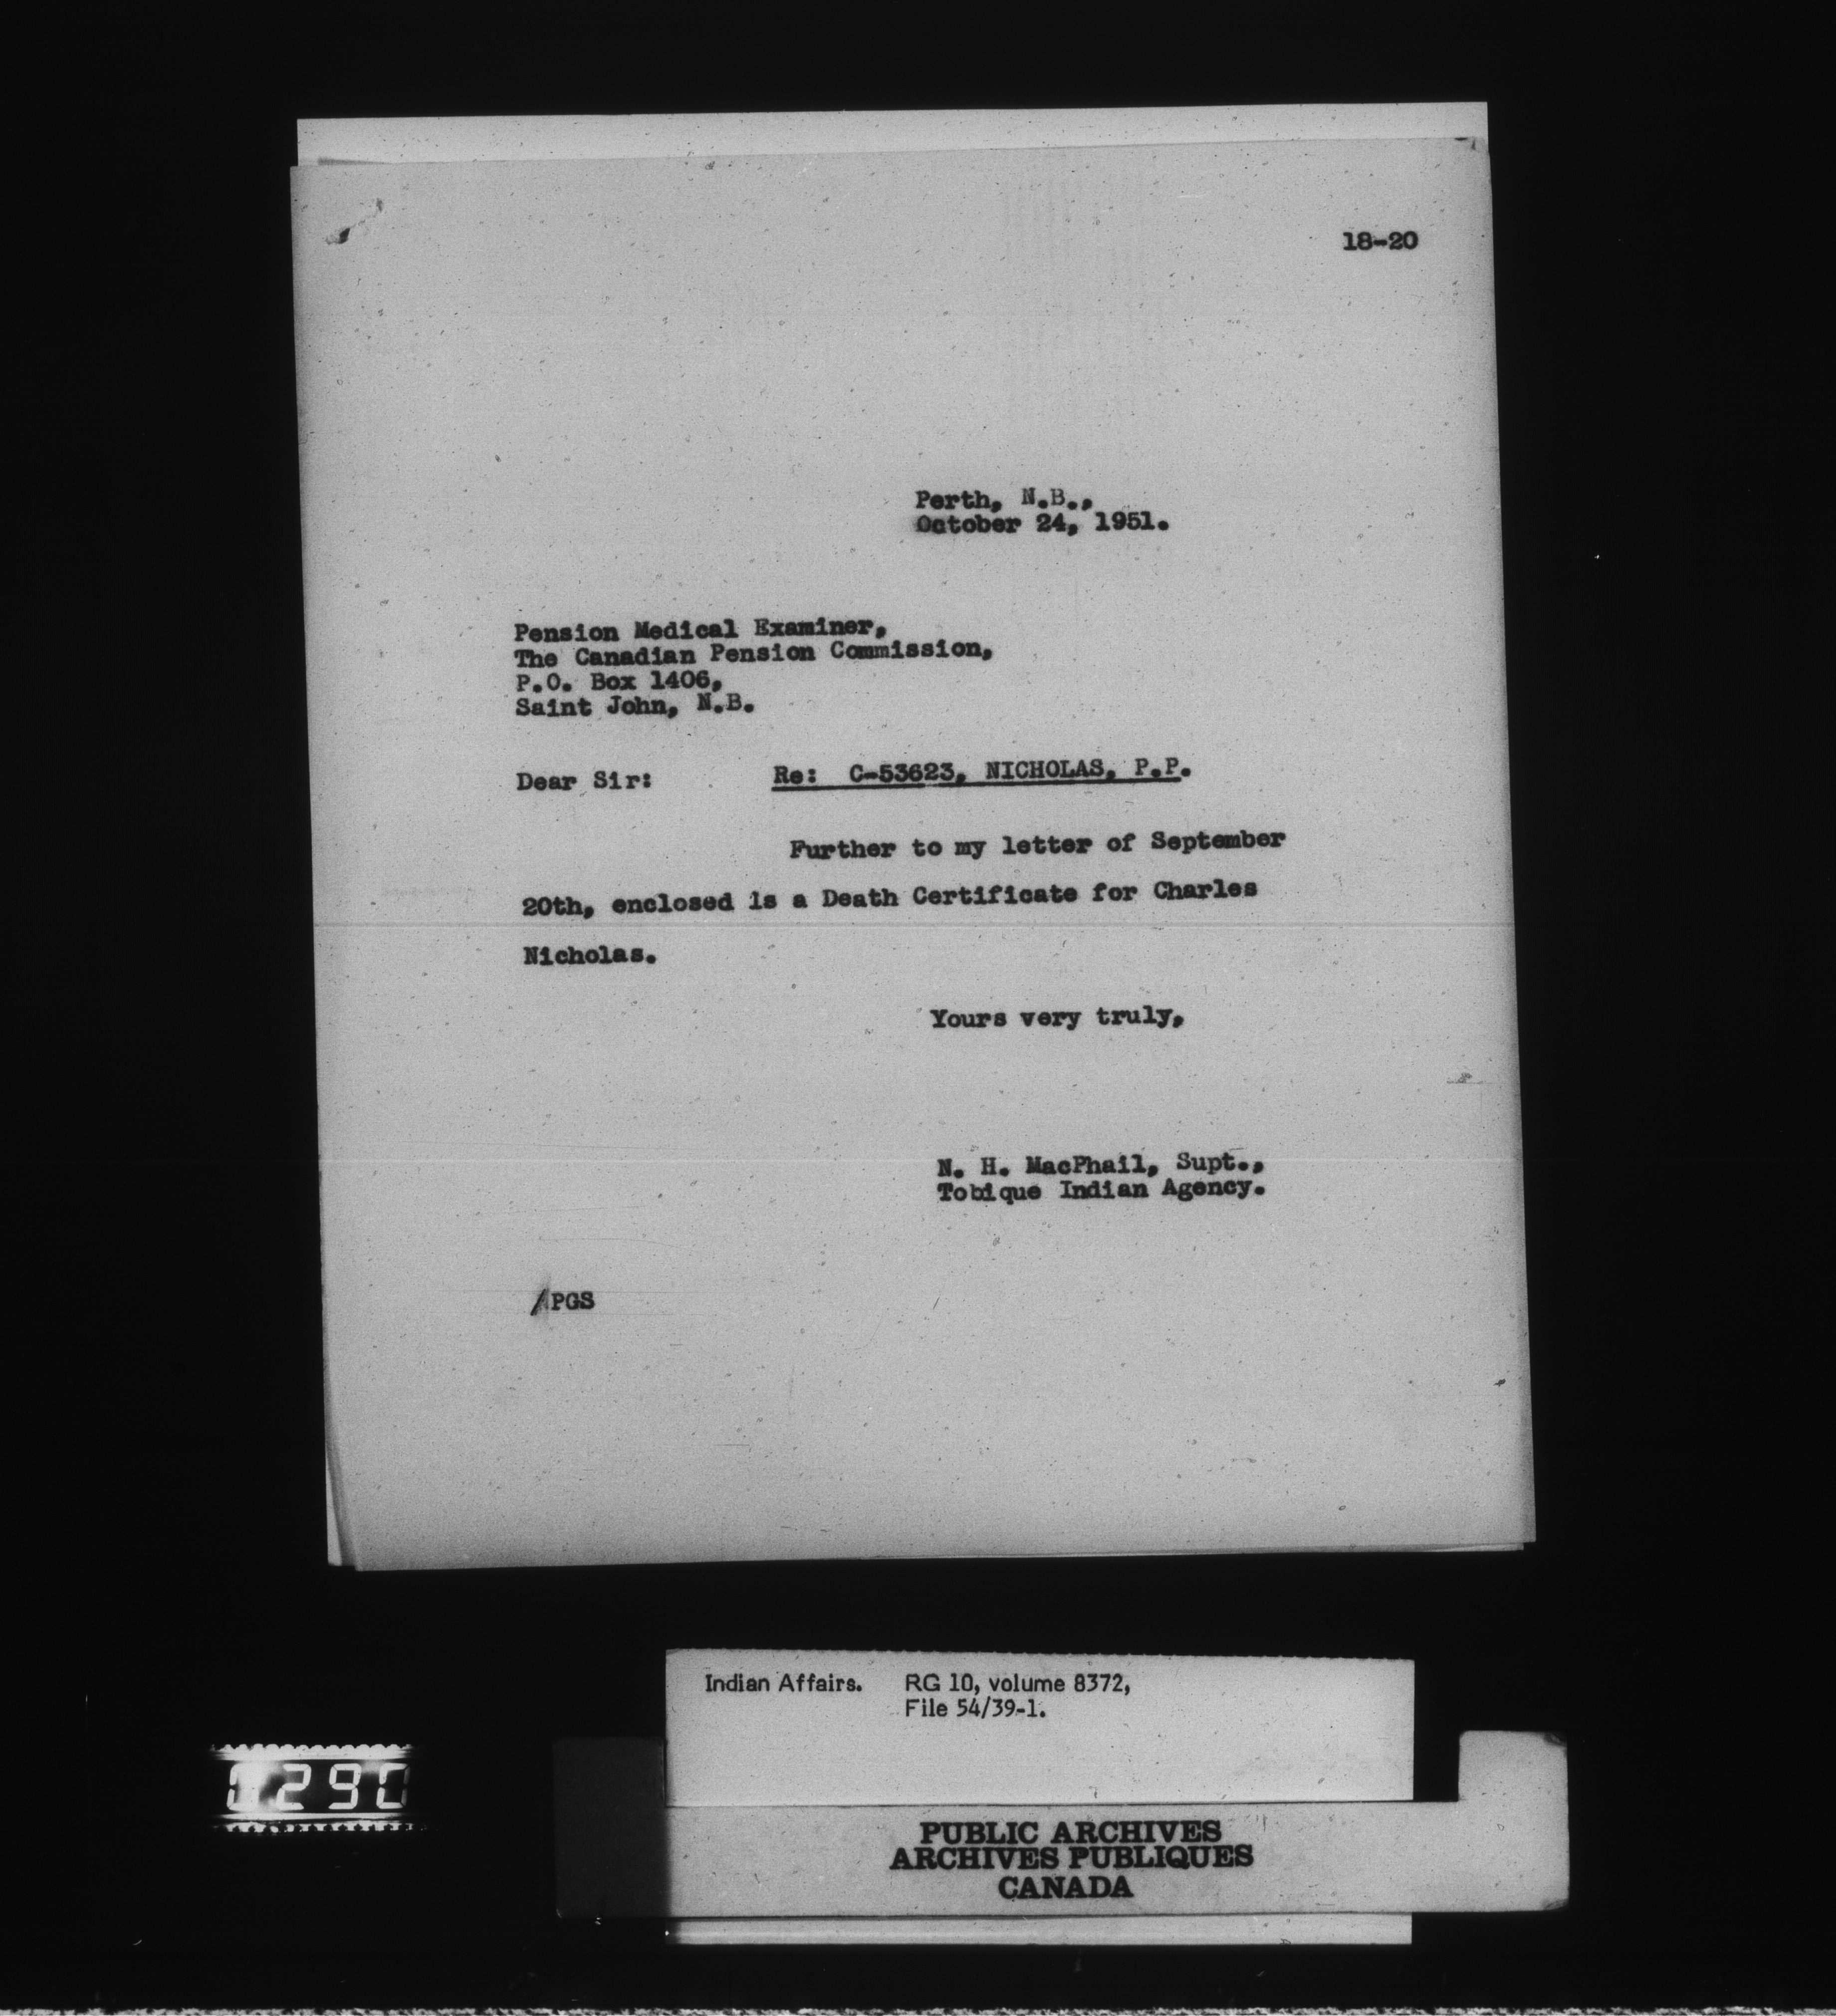 18-20
Perth, N.B.,
October 24, 1951.
Pension Medical Examiner,
The Canadian Pension Commission,
P.O. Box 1406,
Saint John, N.B.
Dear Sir: Re: C-53623, NICHOLAS, P.P.
Further to my letter of September
20th, enclosed is a Death Certificate for Charles
Nicholas.
Yours very truly,
N. H. MacPhail, Supt.,
Tobique Indian Agency.
/PGS
Indian Affairs. RG 10, volume 8372,
File 54/39-1.
0290
PUBLIC ARCHIVES
ARCHIVES PUBLIQUES
CANADA